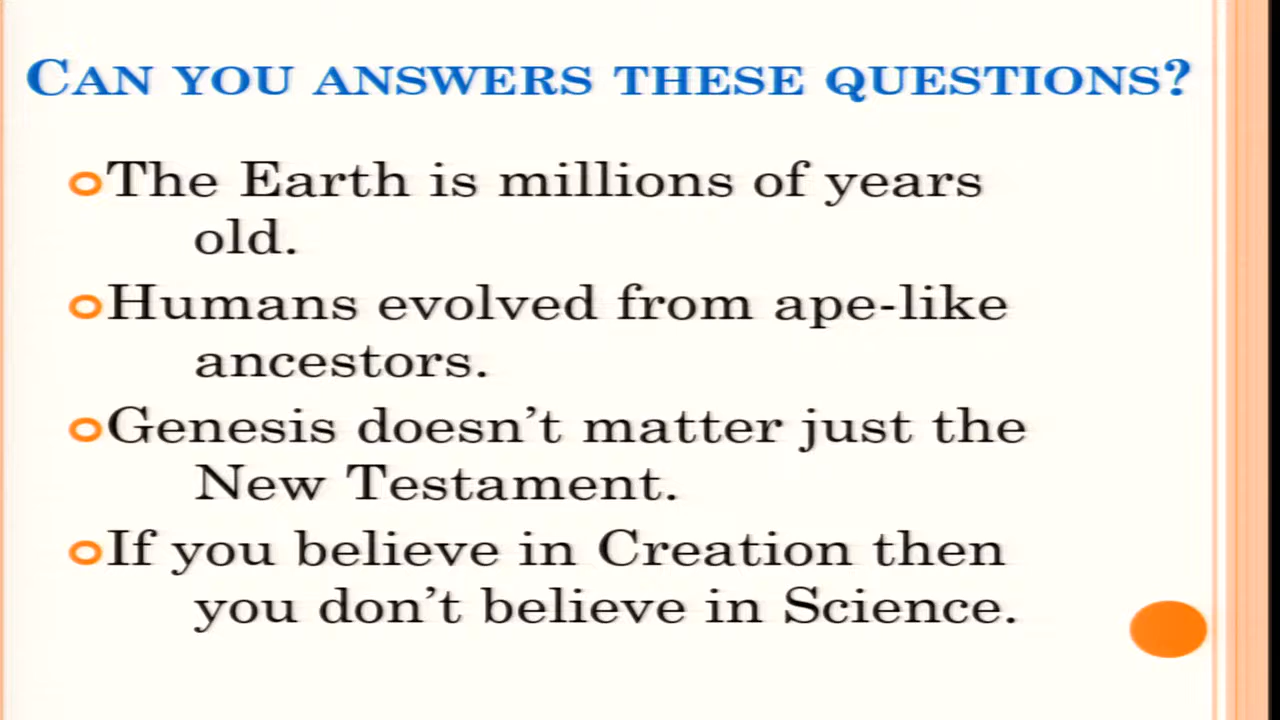 CAN YOU ANSWERS THESE QUESTIONS?
The Earth is millions of years
old.
Humans evolved from ape-like
ancestors.
Genesis doesn’t matter just the
New Testament.
If you believe in Creation then
you don’t believe in Science.